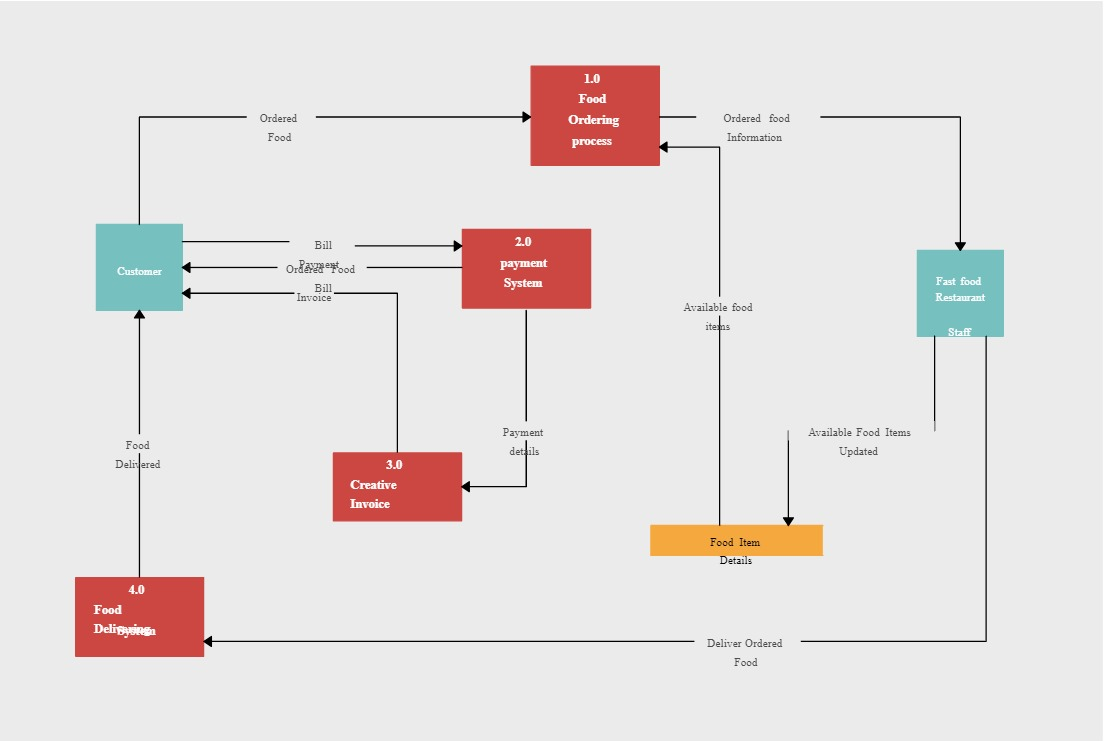 1.0
Food
Ordering
process
Ordered
Food
Ordered food
Information
Customer
Bill
Payment
Ordered Food
Bill
Invoice
2.0
payment
System
Fast food
Restaurant
Staff
Available food
items
Food
Delivered
Payment
details
Available Food Items
Updated
3.0
Creative
Invoice
Food Item
Details
4.0
Food
Delivering
System
Deliver Ordered
Food